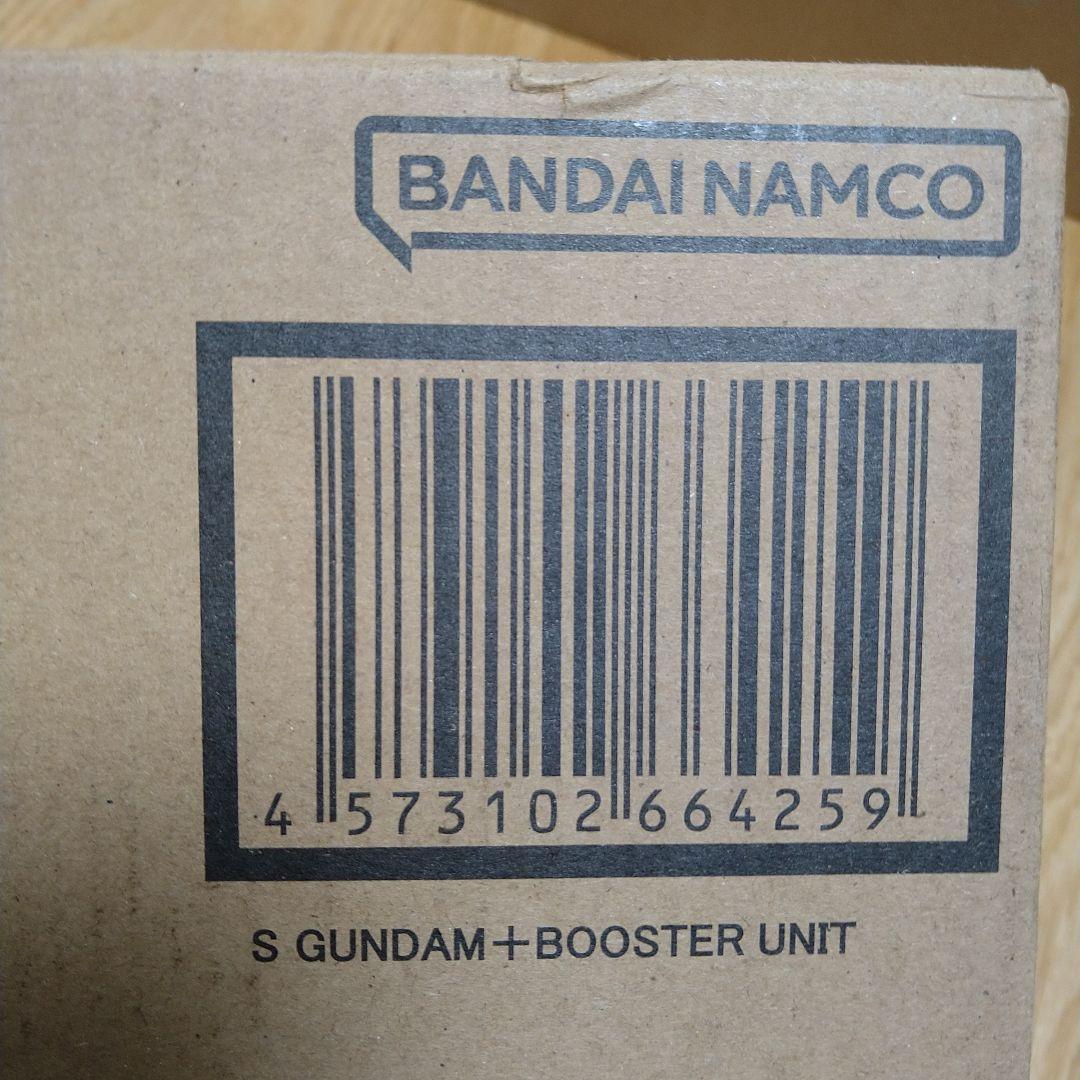 BANDAI NAMCO
4 573102 664259
S GUNDAM+BOOSTER UNIT